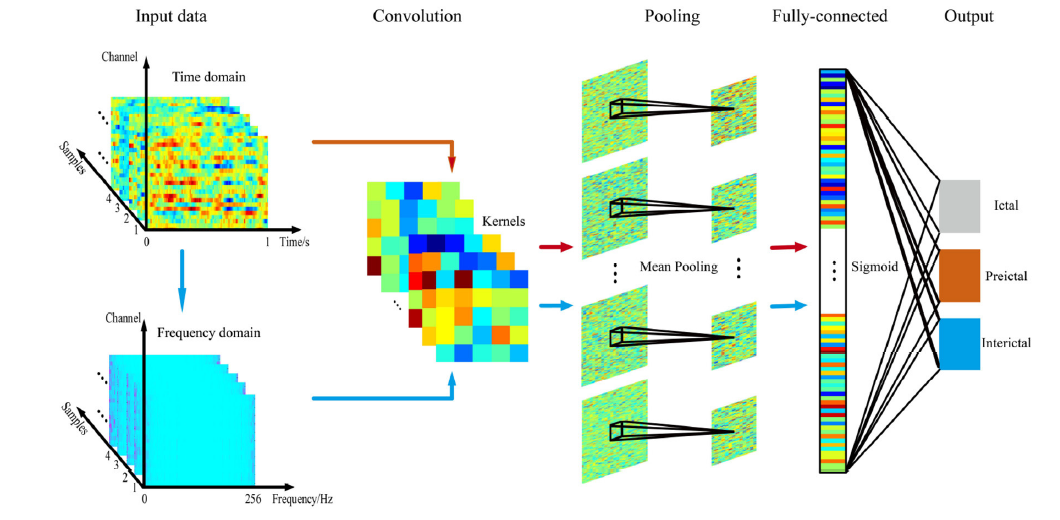 Input data
Convolution
Pooling
Fully-connected
Output
Channel
Time domain
Samples
4
3
2
1
0
1
Time/s
Kernels
Mean Pooling
Sigmoid
Ictal
Preictal
Interictal
Channel
Frequency domain
Samples
4
3
2
1
0
256
Frequency/Hz